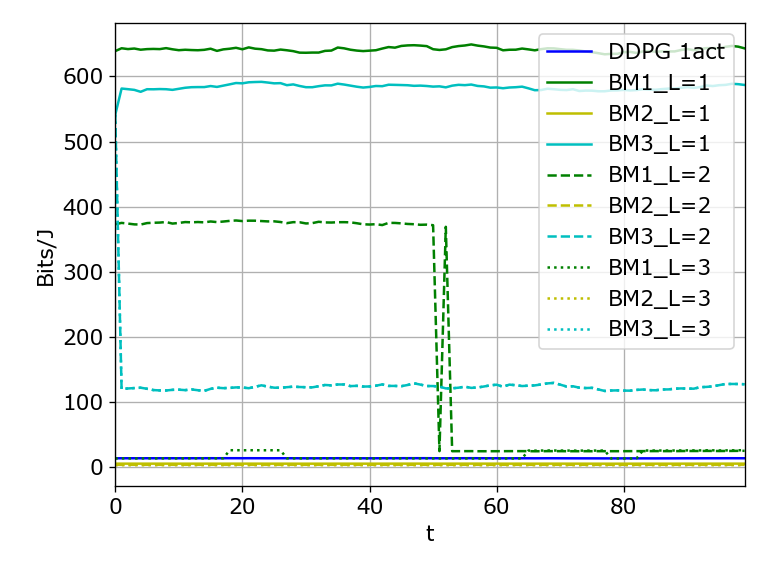 600
500
400
300
200
100
0
Bits/J
0 20 40 60 80
t
DDPG 1act
BM1_L=1
BM2_L=1
BM3_L=1
BM1_L=2
BM2_L=2
BM3_L=2
BM1_L=3
BM2_L=3
BM3_L=3